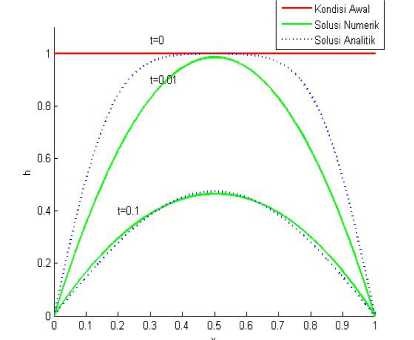 Kondisi Awal
Solusi Numerik
Solusi Analitik
t=0
t=0.01
t=0.1
h
1
0.8
0.6
0.4
0.2
0
0 0.1 0.2 0.3 0.4 0.5 0.6 0.7 0.8 0.9 1